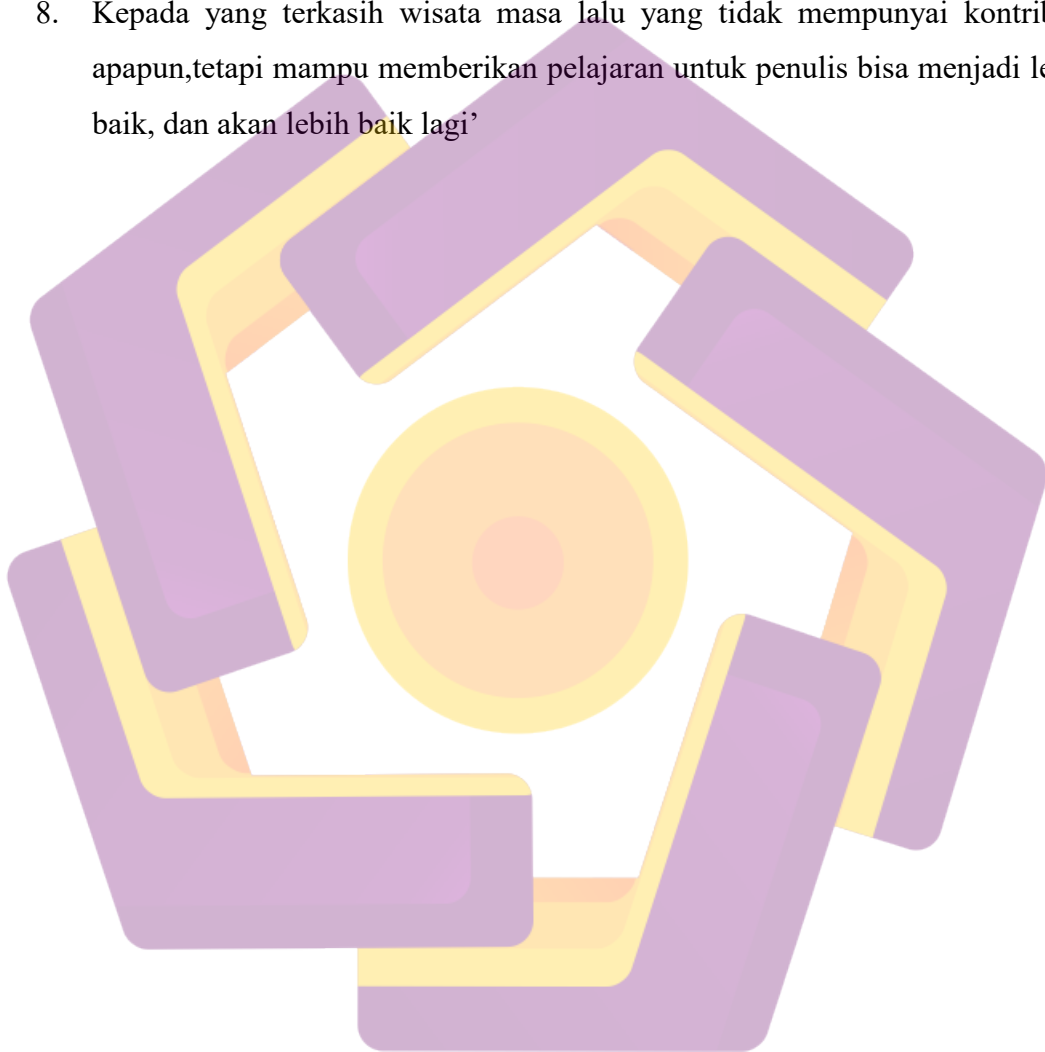 8. Kepada yang terkasih wisata masa lalu yang tidak mempunyai
apapun,tetapi mampu memberikan pelajaran untuk penulis bisa menjadi
baik, dan akan lebih baik lagi’